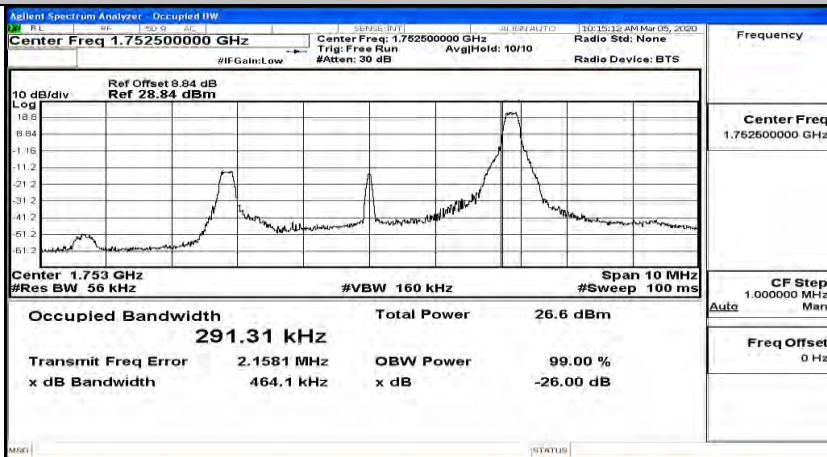 Agilent Spectrum Analyzer - Occupied BW
RL RF 50 Ω AC SENSE:INT ALIGN AUTO 10:15:12 AM Mar 05, 2020
Center Freq 1.752500000 GHz
Center Freq: 1.752500000 GHz
Radio Std: None
Trig: Free Run Avg|Hold: 10/10
#IFGain:Low
#Atten: 30 dB
Radio Device: BTS
Ref Offset 8.84 dB
10 dB/div Ref 28.84 dBm
Log
18.8
8.84
-1.16
-11.2
-21.2
-31.2
-41.2
-51.2
-61.2
Center 1.753 GHz Span 10 MHz
#Res BW 56 kHz #VBW 160 kHz #Sweep 100 ms
Occupied Bandwidth Total Power 26.6 dBm
291.31 kHz
Transmit Freq Error 2.1581 MHz OBW Power 99.00 %
x dB Bandwidth 464.1 kHz x dB -26.00 dB
MSG STATUS
Frequency
Center Freq
1.752500000 GHz
CF Step
1.000000 MHz
Auto Man
Freq Offset
0 Hz